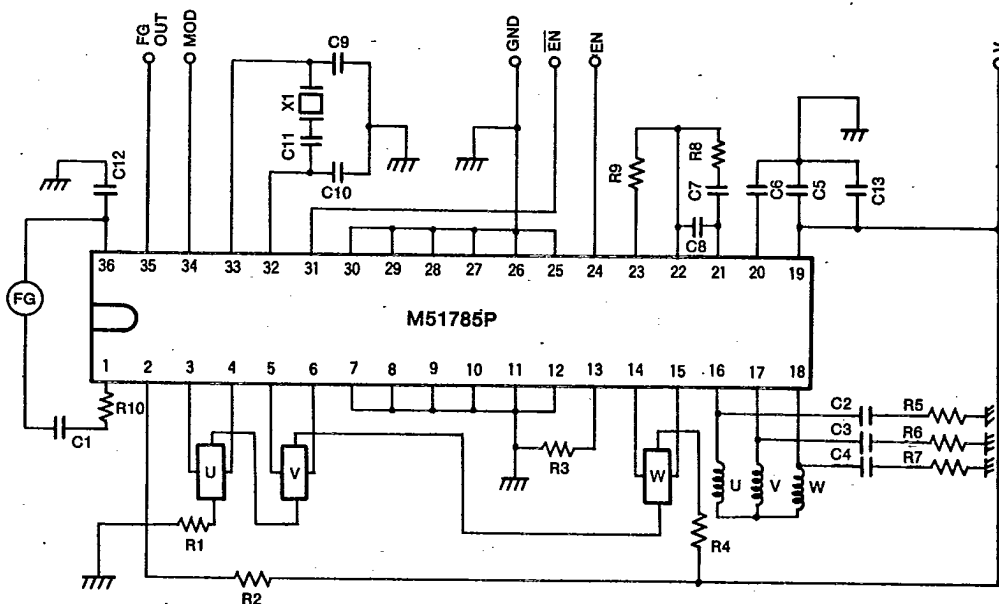 FG OUT
MOD
GND
E̅N̅
EN
C9
X1
C11
C10
C12
R9
R8
C7
C8
C6
C5
C13
36 35 34 33 32 31 30 29 28 27 26 25 24 23 22 21 20 19
FG
M51785P
1 2 3 4 5 6 7 8 9 10 11 12 13 14 15 16 17 18
R10
C1
C2 R5
C3 R6
C4 R7
U V W
U V W
R3
R1
R4
R2